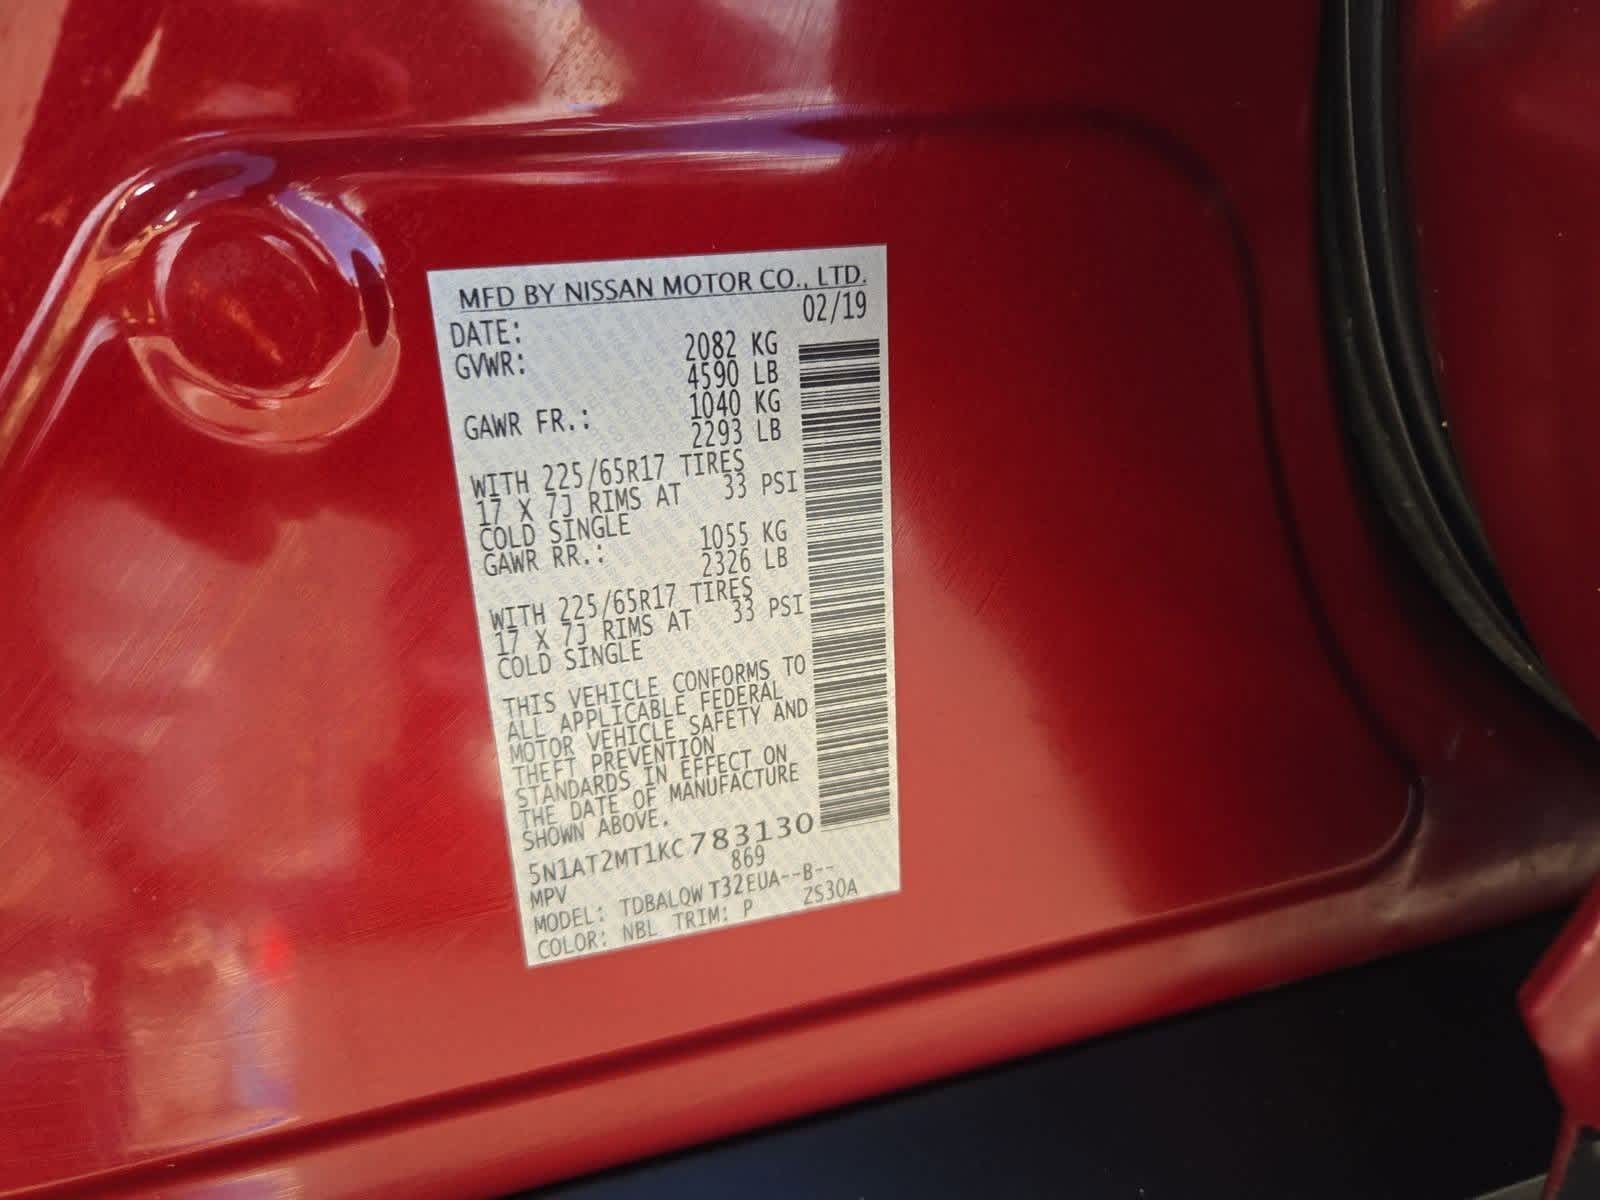 MFD BY NISSAN MOTOR CO., LTD.
DATE: 02/19
GVWR: 2082 KG
4590 LB
GAWR FR.: 1040 KG
2293 LB
WITH 225/65R17 TIRES
17 X 7J RIMS AT 33 PSI
COLD SINGLE
GAWR RR.: 1055 KG
2326 LB
WITH 225/65R17 TIRES
17 X 7J RIMS AT 33 PSI
COLD SINGLE
THIS VEHICLE CONFORMS TO
ALL APPLICABLE FEDERAL
MOTOR VEHICLE SAFETY AND
THEFT PREVENTION
STANDARDS IN EFFECT ON
THE DATE OF MANUFACTURE
SHOWN ABOVE.
5N1AT2MT1KC783130
MPV 869
MODEL: TDBALQWT32EUA--B--
COLOR: NBL TRIM: P ZS30A